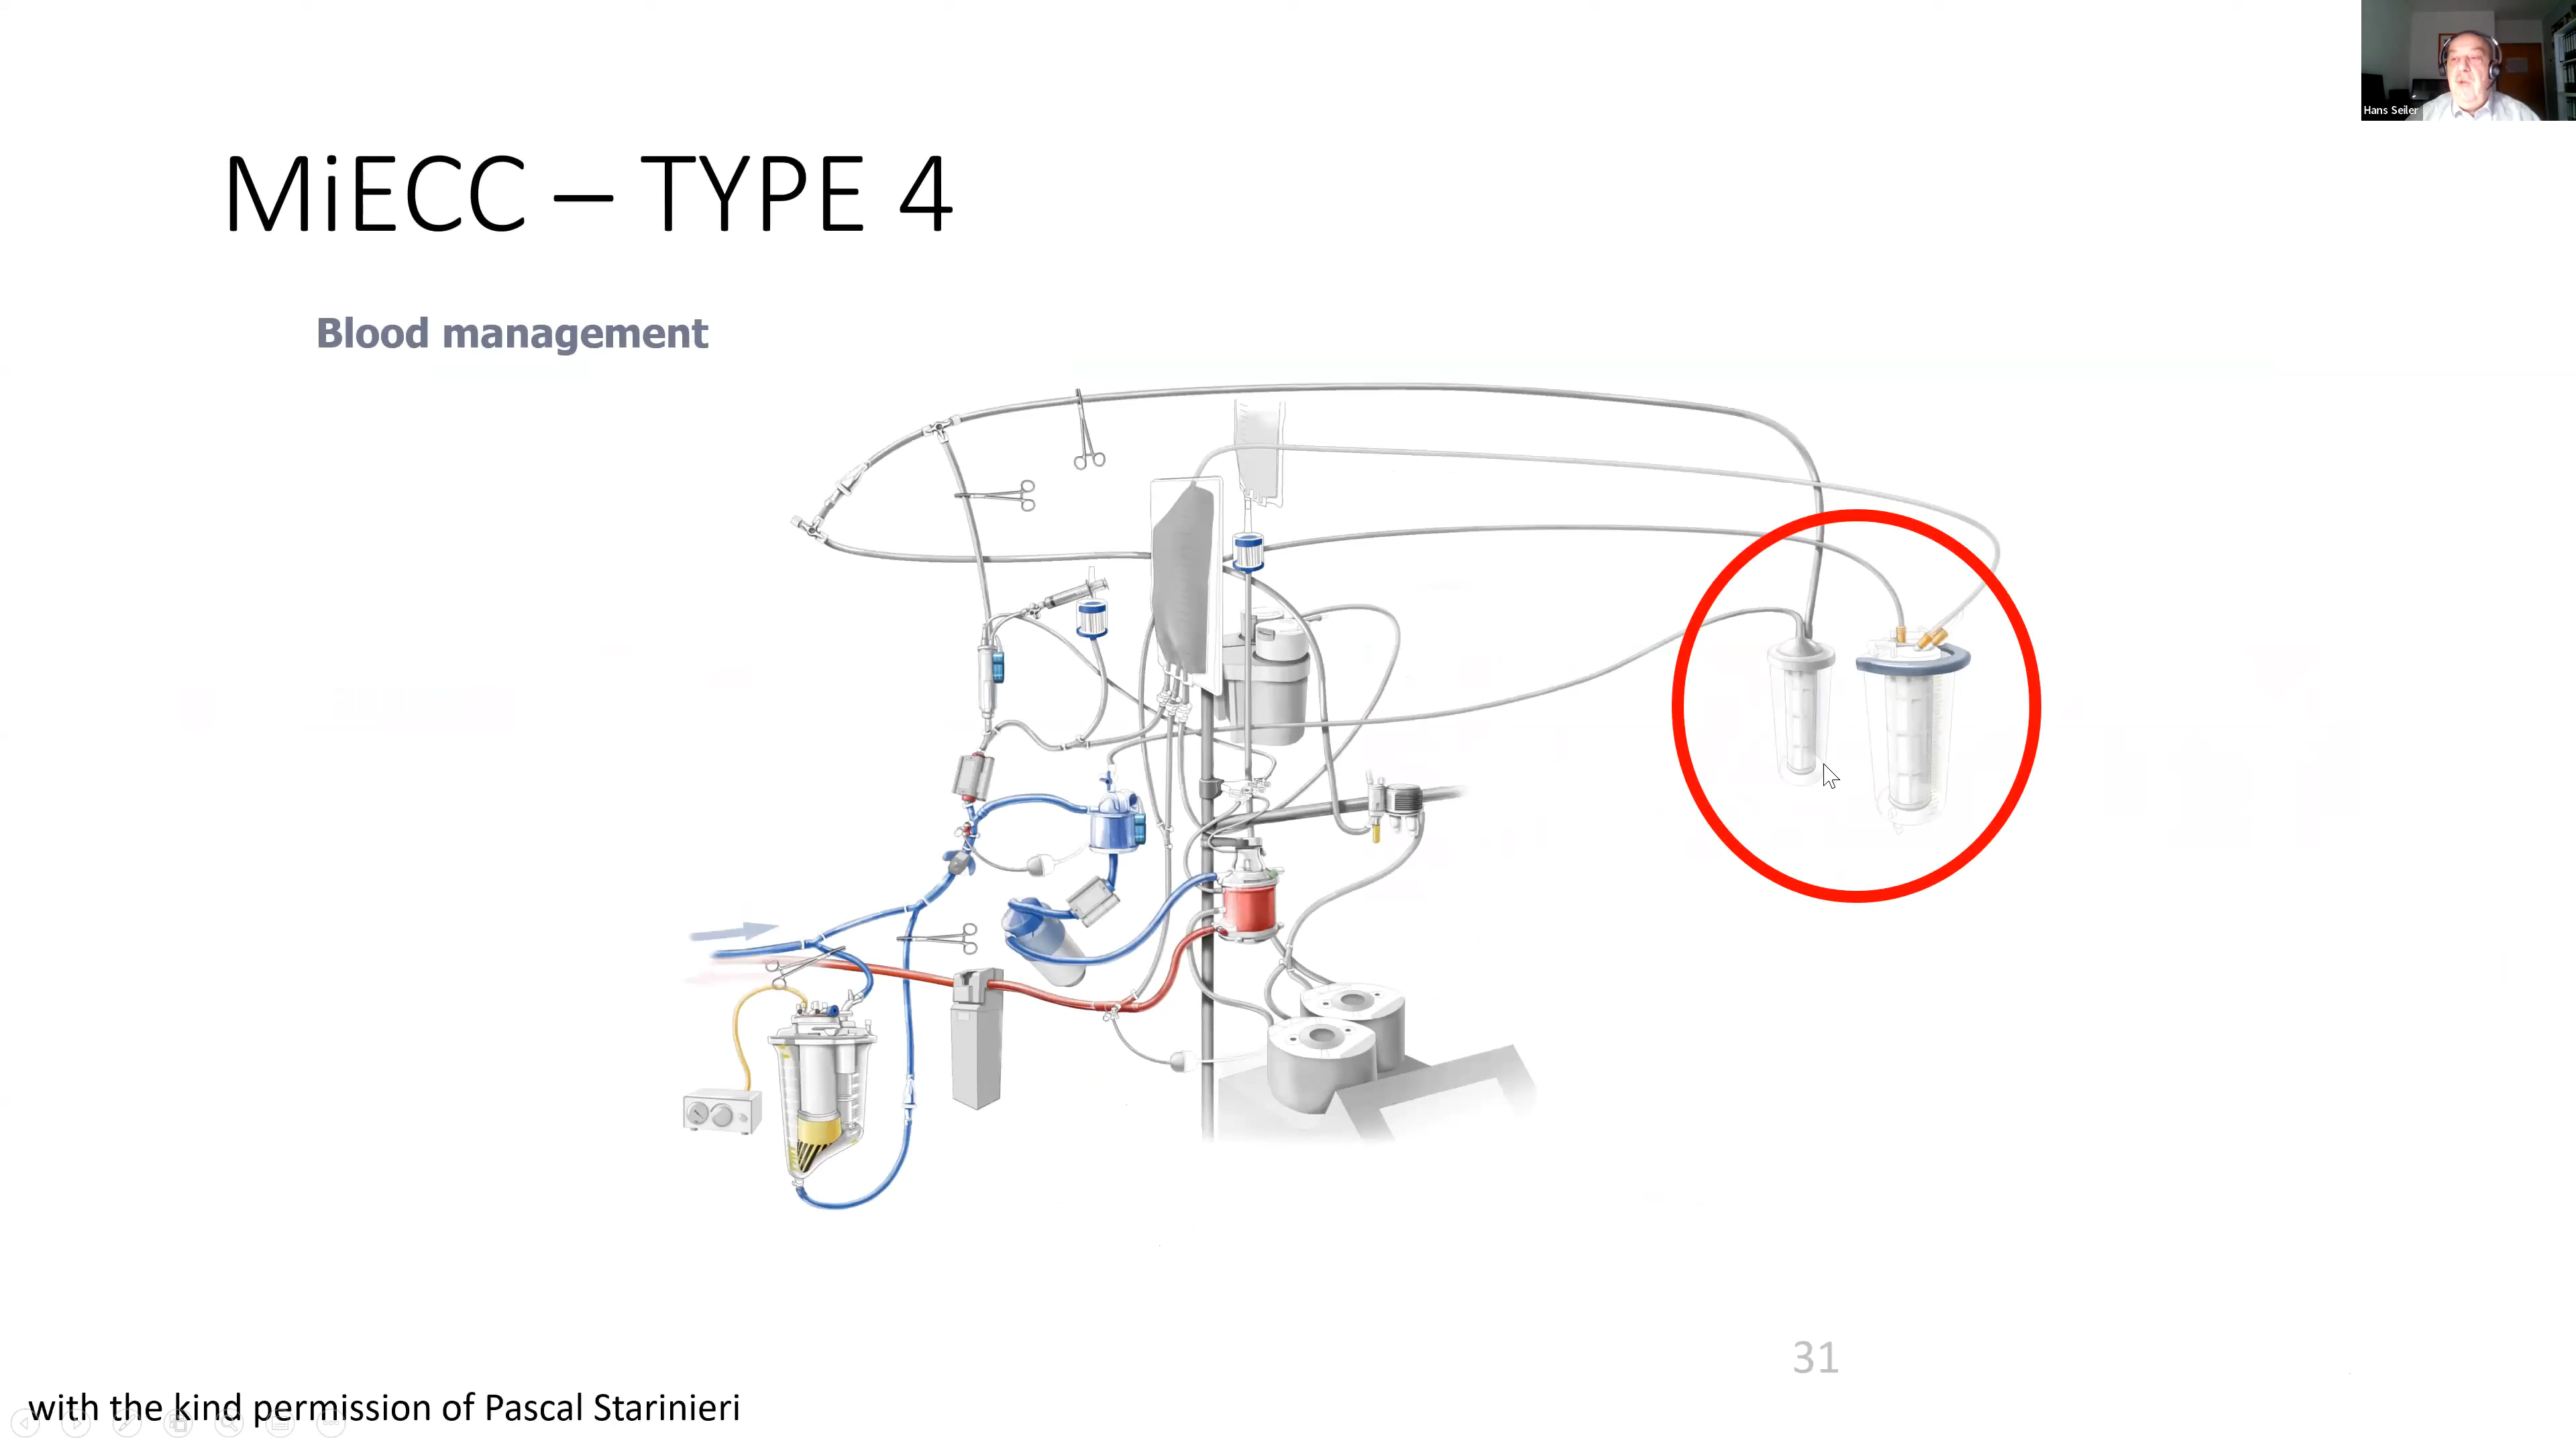 Hans Seiler
MiECC – TYPE 4
Blood management
31
with the kind permission of Pascal Starinieri